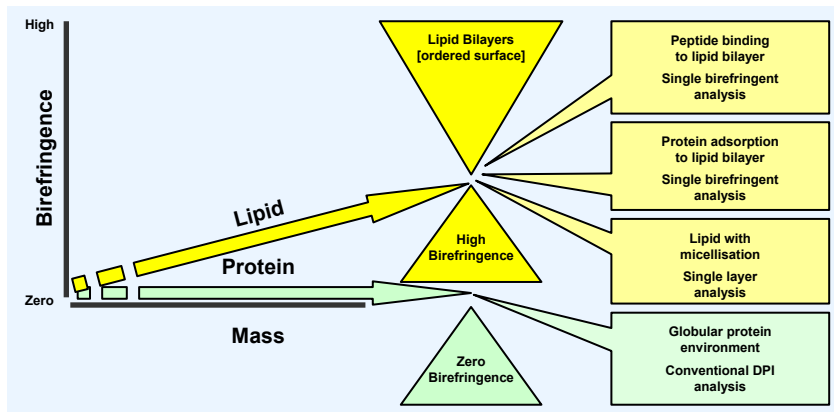 High
Birefringence
Zero
Mass
Lipid
Protein
Lipid Bilayers
[ordered surface]
High
Birefringence
Zero
Birefringence
Peptide binding
to lipid bilayer
Single birefringent
analysis
Protein adsorption
to lipid bilayer
Single birefringent
analysis
Lipid with
micellisation
Single layer
analysis
Globular protein
environment
Conventional DPI
analysis